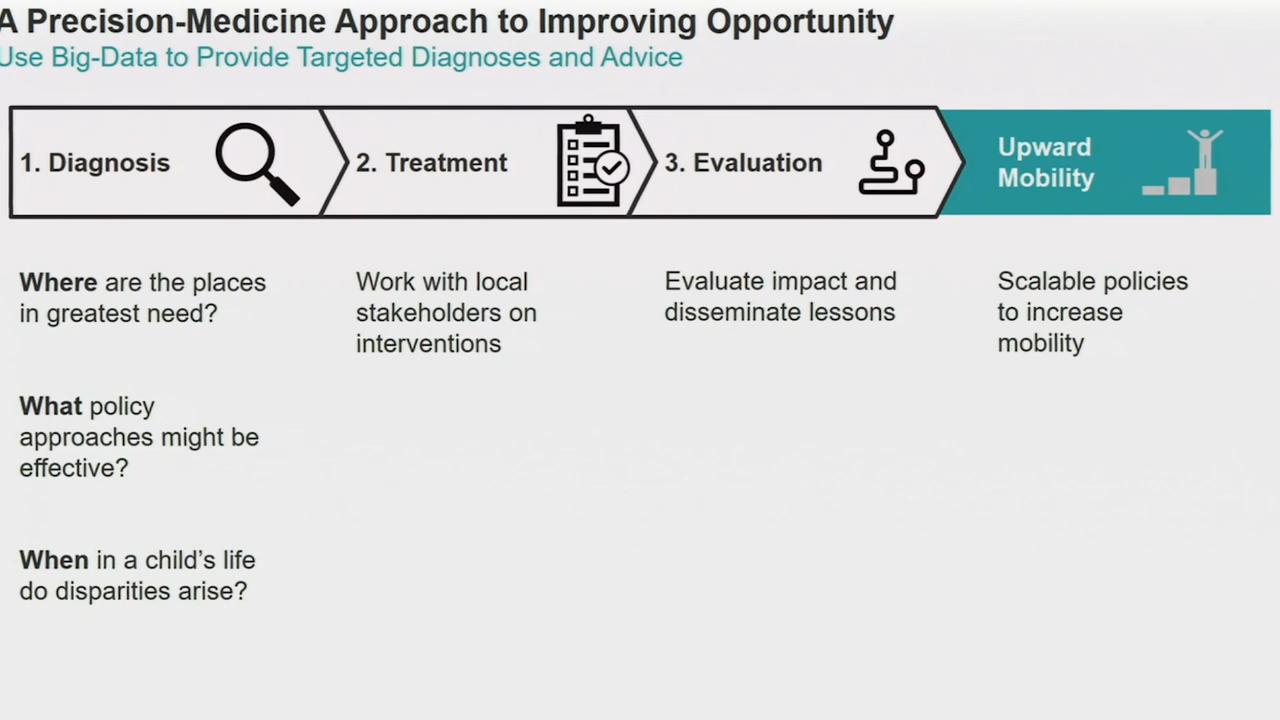 A Precision-Medicine Approach to Improving Opportunity
Use Big-Data to Provide Targeted Diagnoses and Advice
1. Diagnosis
2. Treatment
3. Evaluation
Upward
Mobility
Where are the places
in greatest need?
What policy
approaches might be
effective?
When in a child's life
do disparities arise?
Work with local
stakeholders on
interventions
Evaluate impact and
disseminate lessons
Scalable policies
to increase
mobility